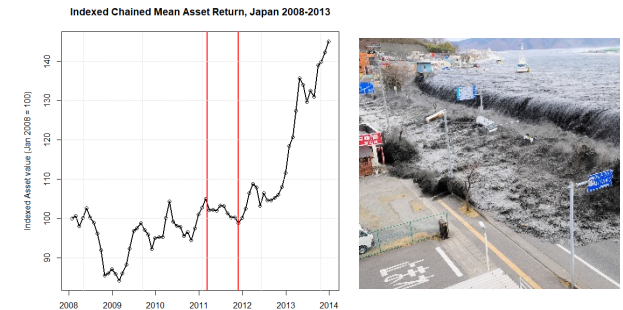 Indexed Chained Mean Asset Return, Japan 2008-2013
Indexed Asset value (Jan 2008 = 100)
140
130
120
110
100
90
2008 2009 2010 2011 2012 2013 2014